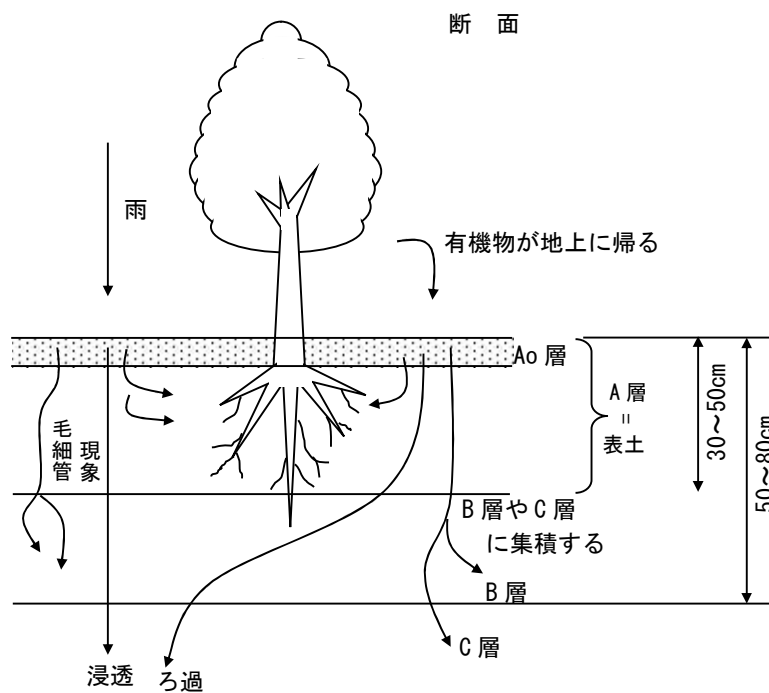 断 面
雨
有機物が地上に帰る
Ao 層
A 層
=
表土
30～50cm
50～80cm
毛細管
現象
B 層や C 層
に集積する
B 層
C 層
浸透
ろ過